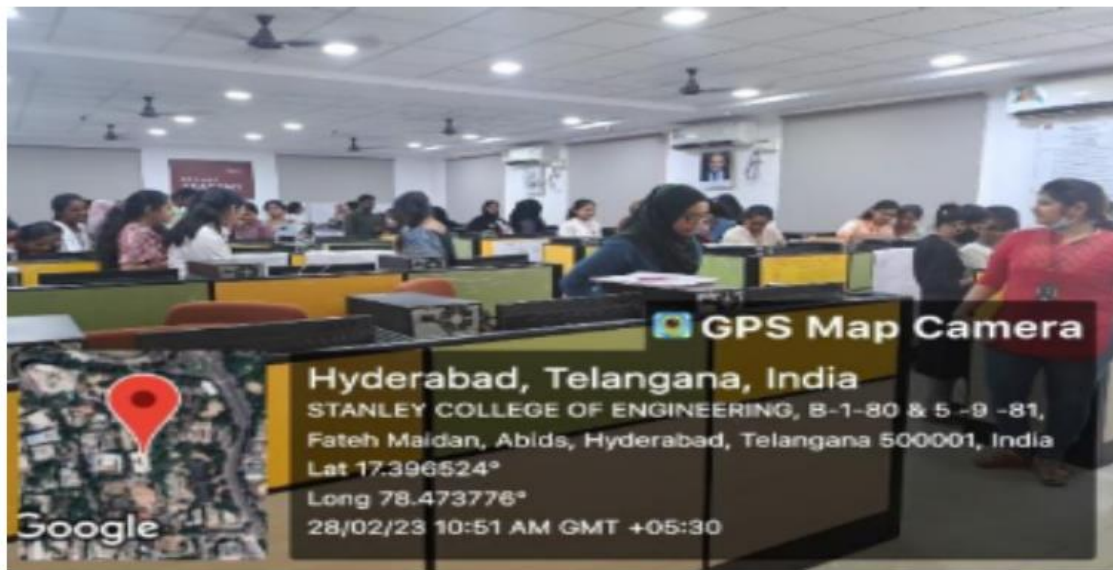 GPS Map Camera
Hyderabad, Telangana, India
STANLEY COLLEGE OF ENGINEERING, B-1-80 & 5 -9 -81,
Fateh Maidan, Abids, Hyderabad, Telangana 500001, India
Lat 17.396524°
Long 78.473776°
28/02/23 10:51 AM GMT +05:30
Google